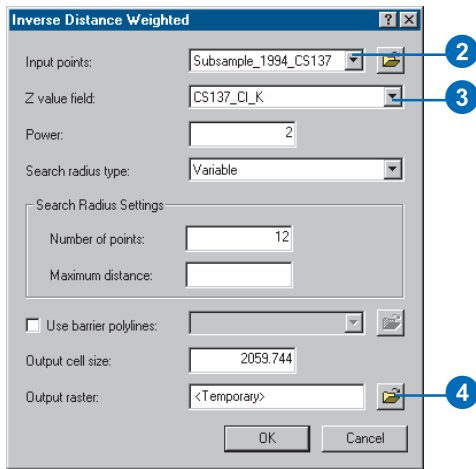 Inverse Distance Weighted ? ×
Input points: Subsample_1994_CS137 2
Z value field: CS137_CI_K 3
Power: 2
Search radius type: Variable
Search Radius Settings
Number of points: 12
Maximum distance:
Use barrier polylines:
Output cell size: 2059.744
Output raster: <Temporary> 4
OK Cancel